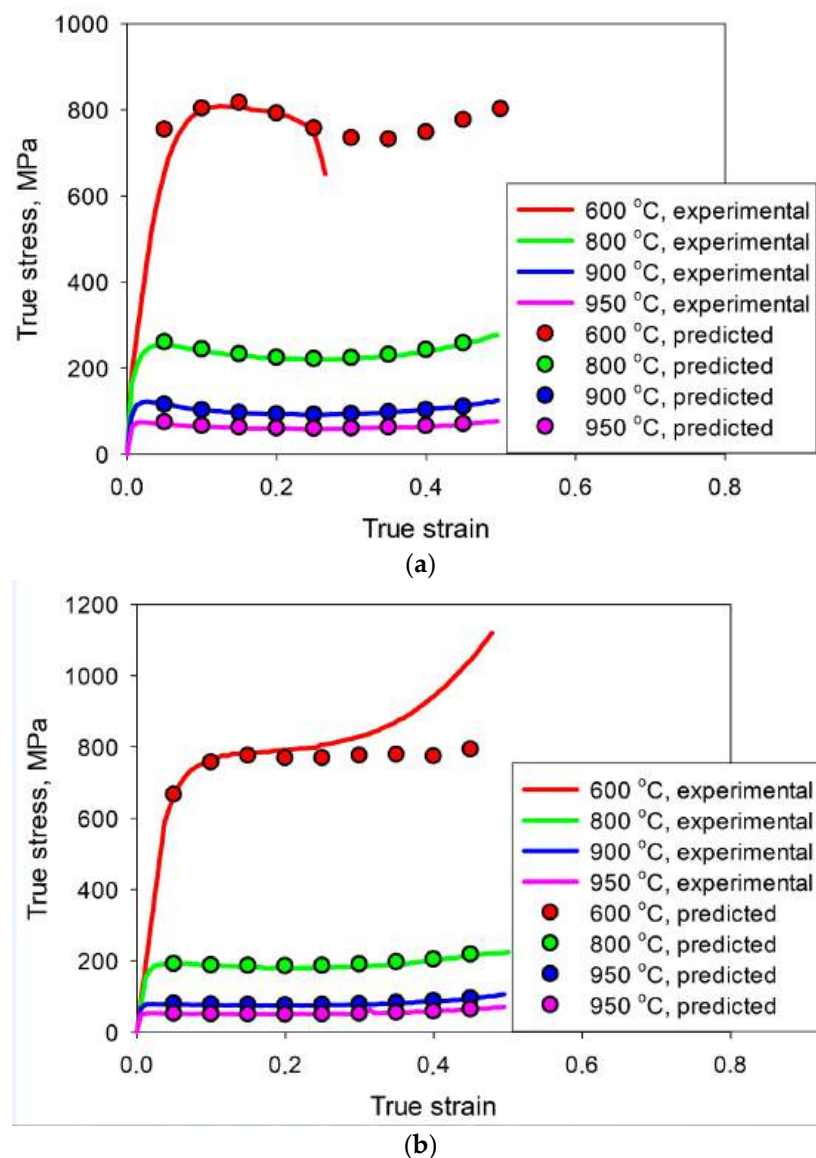 1000
800
600
400
200
0
True stress, MPa
600 °C, experimental
800 °C, experimental
900 °C, experimental
950 °C, experimental
600 °C, predicted
800 °C, predicted
900 °C, predicted
950 °C, predicted
0.0 0.2 0.4 0.6 0.8
True strain
(a)
1200
1000
800
600
400
200
0
True stress, MPa
600 °C, experimental
800 °C, experimental
900 °C, experimental
950 °C, experimental
600 °C, predicted
800 °C, predicted
950 °C, predicted
950 °C, predicted
0.0 0.2 0.4 0.6 0.8
True strain
(b)